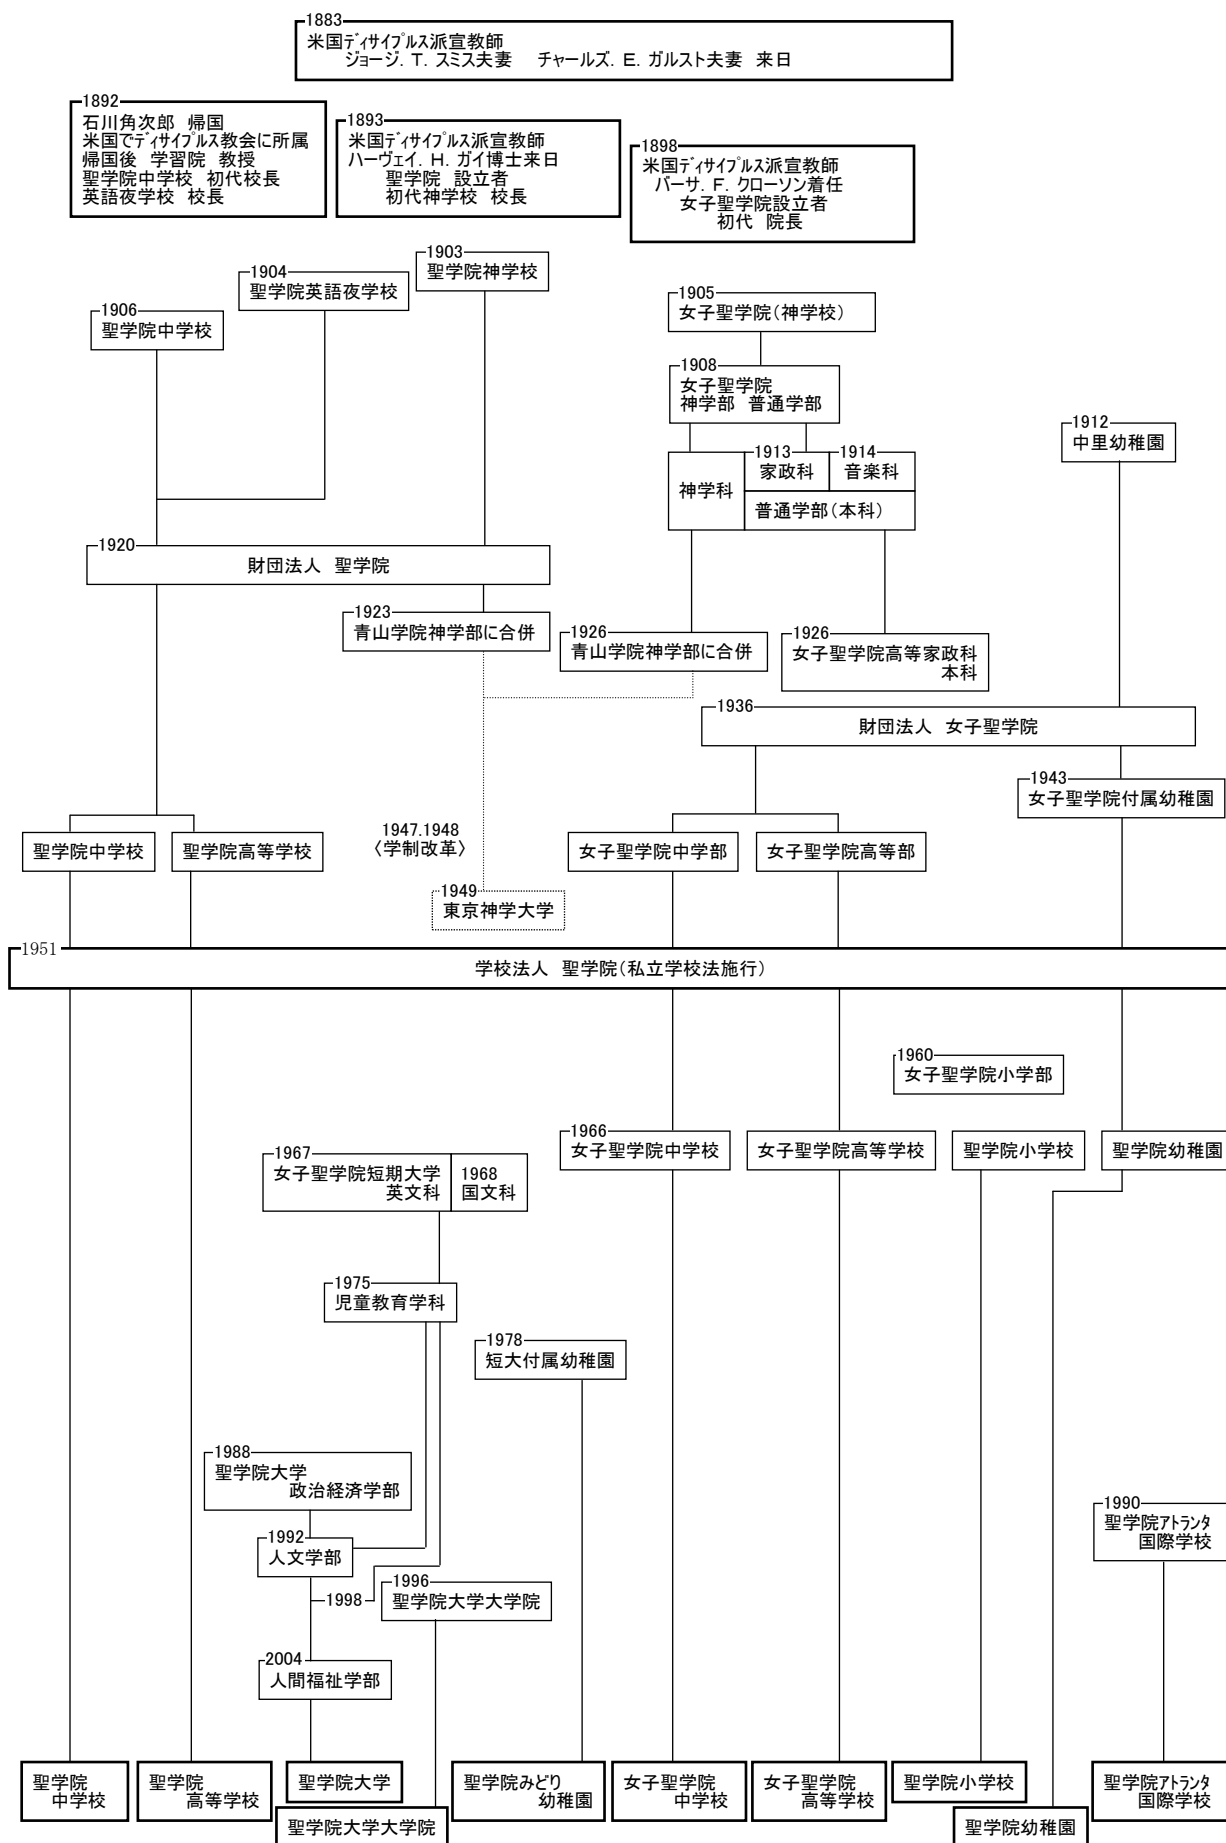 1883
米国ディサイプルス派宣教師
ジョージ. T. スミス夫妻 チャールズ. E. ガルスト夫妻 来日
1892
石川角次郎 帰国
米国でディサイプルス教会に所属
帰国後 学習院 教授
聖学院中学校 初代校長
英語夜学校 校長
1893
米国ディサイプルス派宣教師
ハーヴェイ. H. ガイ博士来日
聖学院 設立者
初代神学校 校長
1898
米国ディサイプルス派宣教師
バーサ. F. クローソン着任
女子聖学院設立者
初代 院長
1903
聖学院神学校
1904
聖学院英語夜学校
1906
聖学院中学校
1905
女子聖学院(神学校)
1908
女子聖学院
神学部 普通学部
1912
中里幼稚園
神学科
1913
家政科
1914
音楽科
普通学部(本科)
1920
財団法人 聖学院
1923
青山学院神学部に合併
1926
青山学院神学部に合併
1926
女子聖学院高等家政科
本科
1936
財団法人 女子聖学院
1943
女子聖学院付属幼稚園
聖学院中学校
聖学院高等学校
1947.1948
〈学制改革〉
女子聖学院中学部
女子聖学院高等部
1949
東京神学大学
1951
学校法人 聖学院(私立学校法施行)
1960
女子聖学院小学部
1966
女子聖学院中学校
女子聖学院高等学校
聖学院小学校
聖学院幼稚園
1967
女子聖学院短期大学
英文科
1968
国文科
1975
児童教育学科
1978
短大付属幼稚園
1988
聖学院大学
政治経済学部
1990
聖学院アトランタ
国際学校
1992
人文学部
1998
1996
聖学院大学大学院
2004
人間福祉学部
聖学院
中学校
聖学院
高等学校
聖学院大学
聖学院大学大学院
聖学院みどり
幼稚園
女子聖学院
中学校
女子聖学院
高等学校
聖学院小学校
聖学院幼稚園
聖学院アトランタ
国際学校